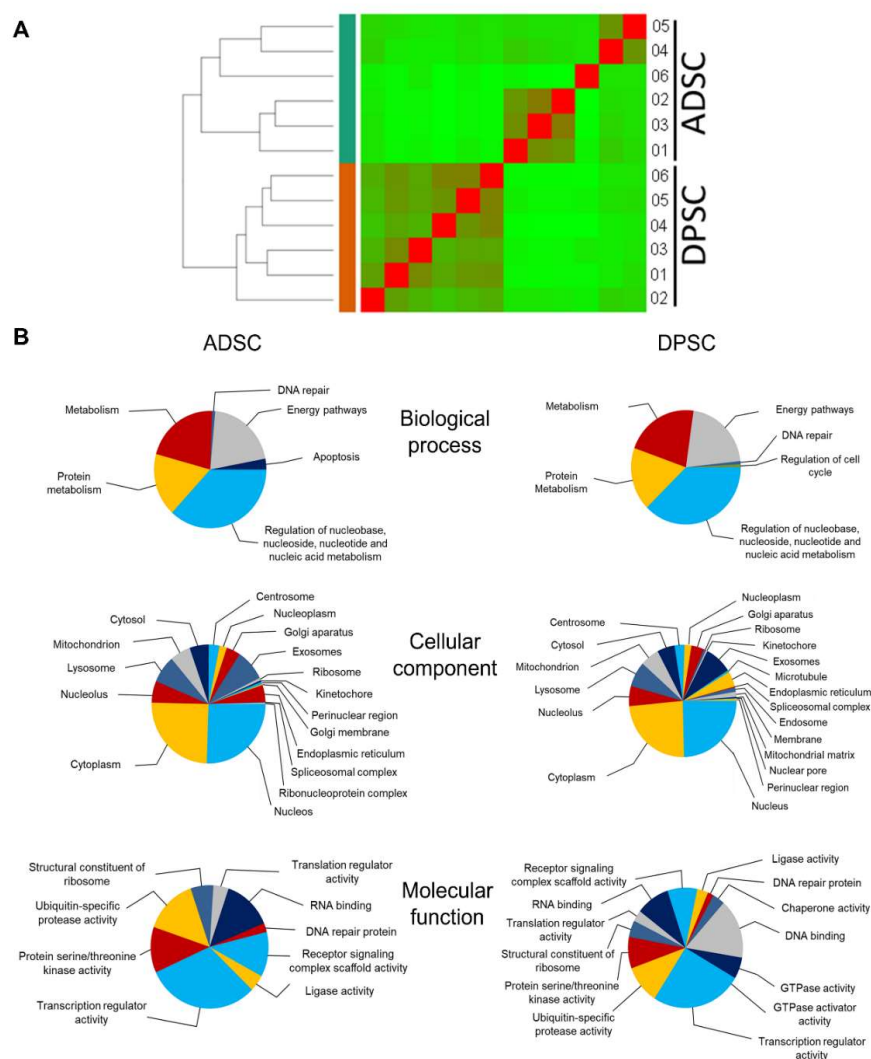 A
05
04
06
02
03
01
ADSC
06
05
04
03
01
02
DPSC
B
ADSC
DPSC
Biological
process
DNA repair
Metabolism
Energy pathways
Apoptosis
Protein
metabolism
Regulation of nucleobase,
nucleoside, nucleotide and
nucleic acid metabolism
Metabolism
Energy pathways
DNA repair
Regulation of cell
cycle
Protein
Metabolism
Regulation of nucleobase,
nucleoside, nucleotide and
nucleic acid metabolism
Cellular
component
Centrosome
Nucleoplasm
Cytosol
Golgi aparatus
Mitochondrion
Exosomes
Lysosome
Ribosome
Nucleolus
Kinetochore
Perinuclear region
Golgi membrane
Endoplasmic reticulum
Cytoplasm
Spliceosomal complex
Ribonucleoprotein complex
Nucleos
Nucleoplasm
Golgi aparatus
Centrosome
Ribosome
Cytosol
Kinetochore
Exosomes
Mitochondrion
Microtubule
Lysosome
Endoplasmic reticulum
Spliceosomal complex
Nucleolus
Endosome
Membrane
Mitochondrial matrix
Cytoplasm
Nuclear pore
Perinuclear region
Nucleus
Molecular
function
Structural constituent of
ribosome
Translation regulator
activity
Ubiquitin-specific
protease activity
RNA binding
DNA repair protein
Protein serine/threonine
kinase activity
Receptor signaling
complex scaffold activity
Ligase activity
Transcription regulator
activity
Receptor signaling
complex scaffold activity
Ligase activity
RNA binding
DNA repair protein
Translation regulator
activity
Chaperone activity
Structural constituent
of ribosome
DNA binding
Protein serine/threonine
kinase activity
GTPase activity
Ubiquitin-specific
protease activity
GTPase activator
activity
Transcription regulator
activity